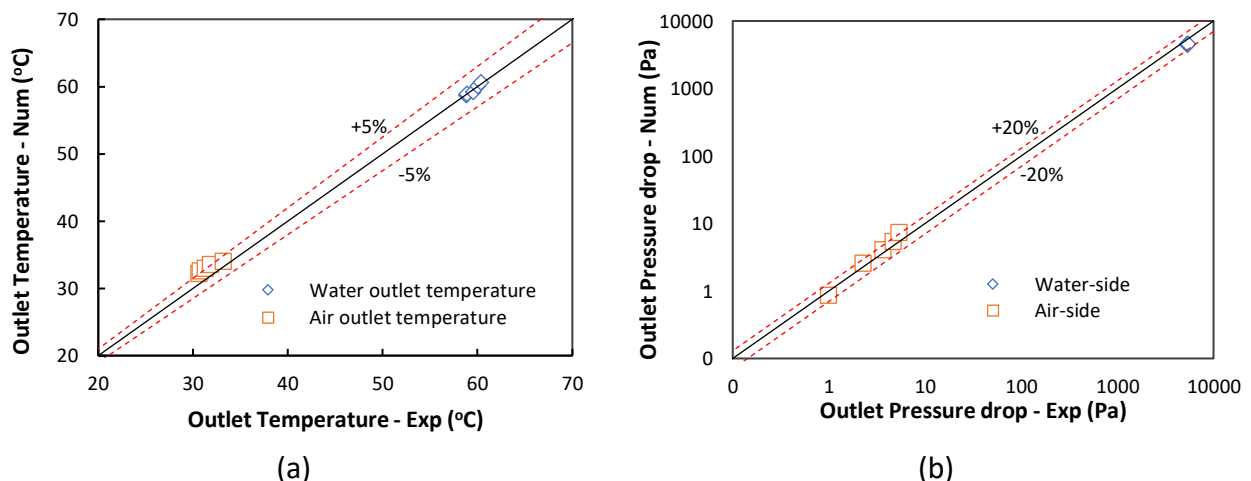 70
60
50
40
30
20
Outlet Temperature - Num (°C)
+5%
-5%
Water outlet temperature
Air outlet temperature
20 30 40 50 60 70
Outlet Temperature - Exp (°C)
(a)
10000
1000
100
10
1
0
Outlet Pressure drop - Num (Pa)
+20%
-20%
Water-side
Air-side
0 1 10 100 1000 10000
Outlet Pressure drop - Exp (Pa)
(b)